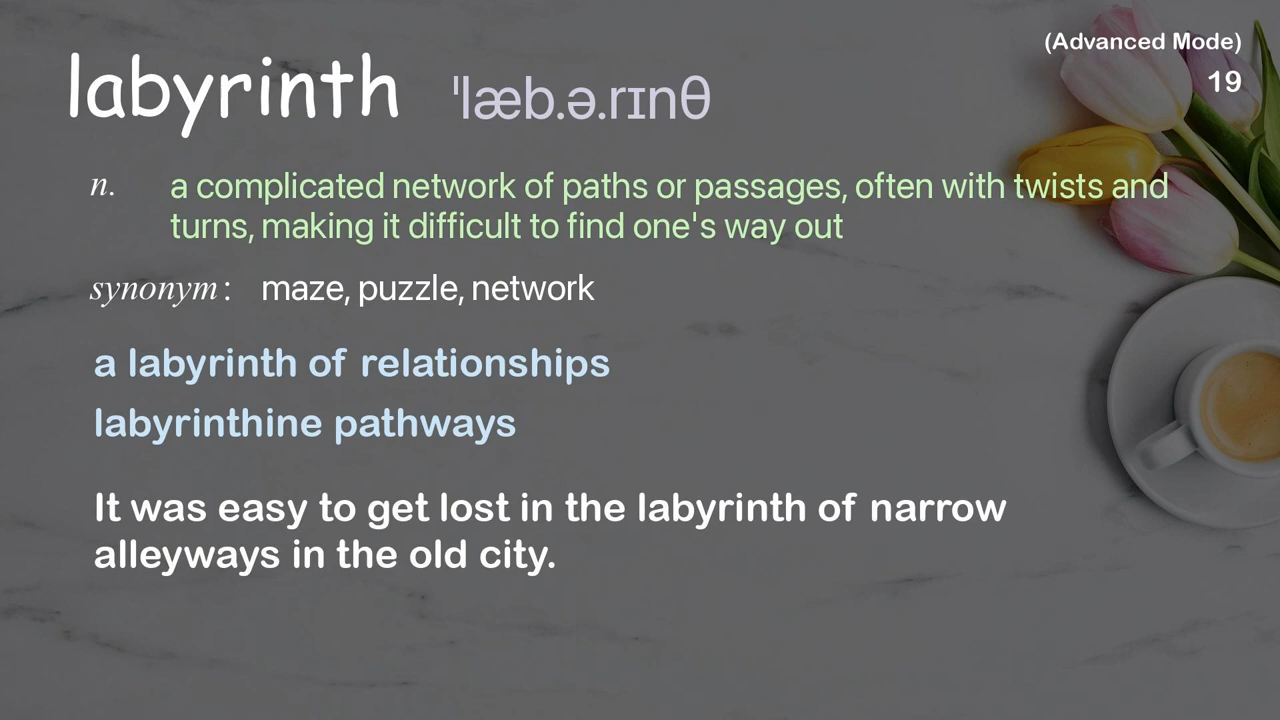 (Advanced Mode)
19
labyrinth ˈlæb.ə.rɪnθ
n. a complicated network of paths or passages, often with twists and
turns, making it difficult to find one's way out
synonym: maze, puzzle, network
a labyrinth of relationships
labyrinthine pathways
It was easy to get lost in the labyrinth of narrow
alleyways in the old city.